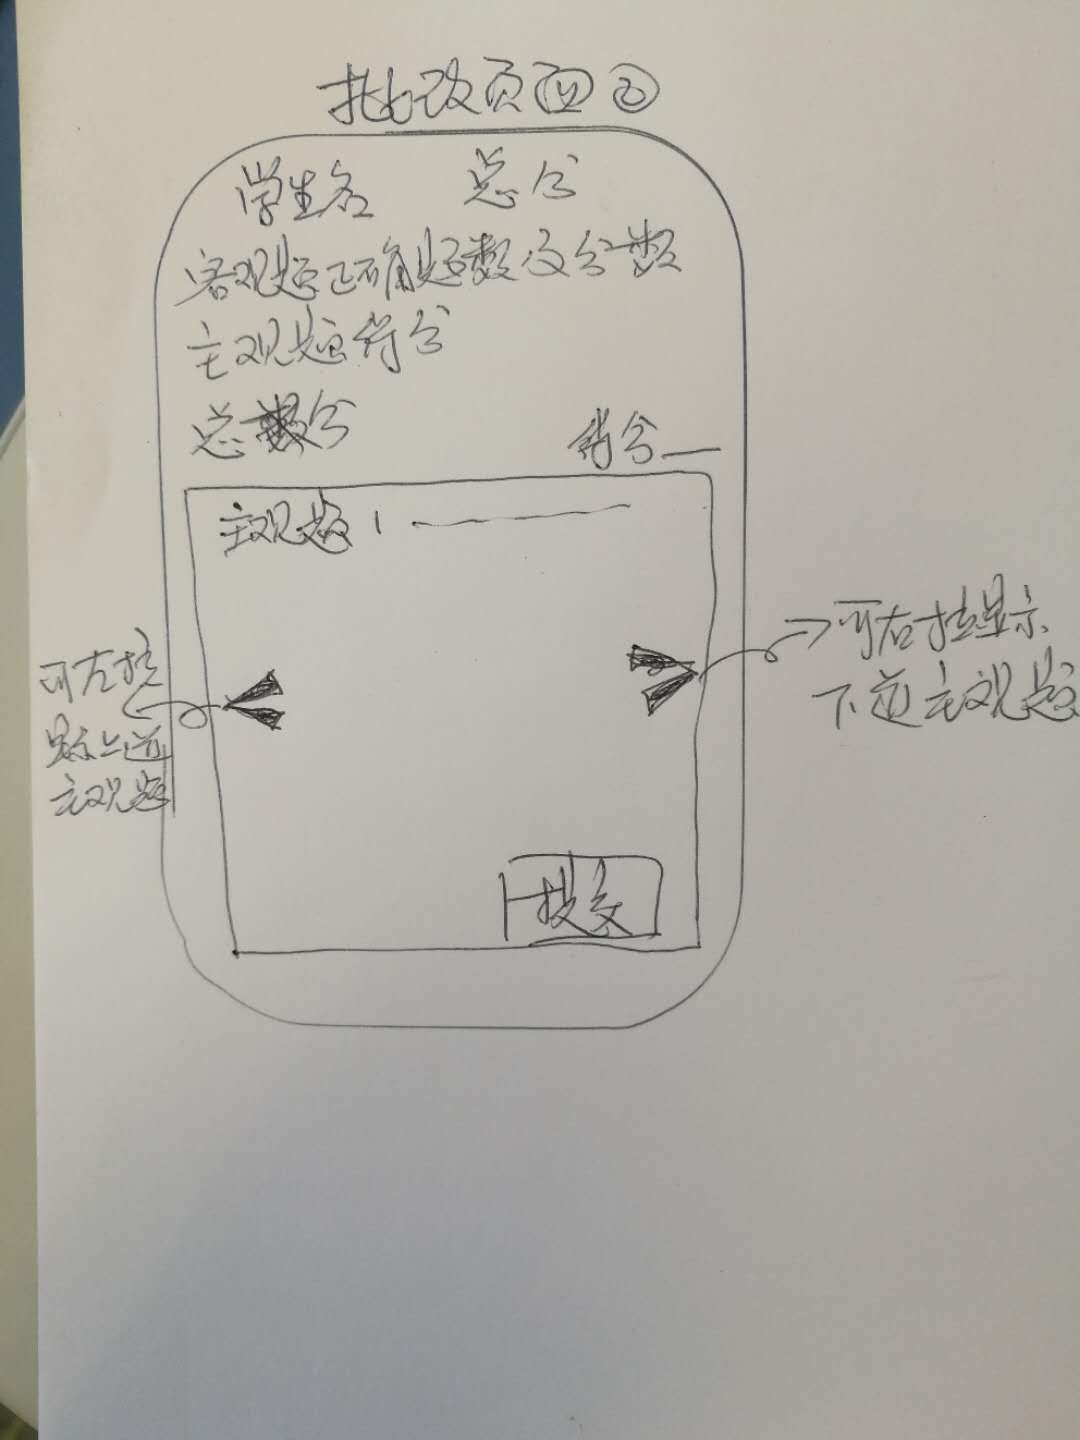 批改页面②
学生名 总分
客观题正确题数及分数
主观题得分
总分
得分__
主观题1
可右拉显示
下道主观题
可左拉
显示上道
主观题
提交